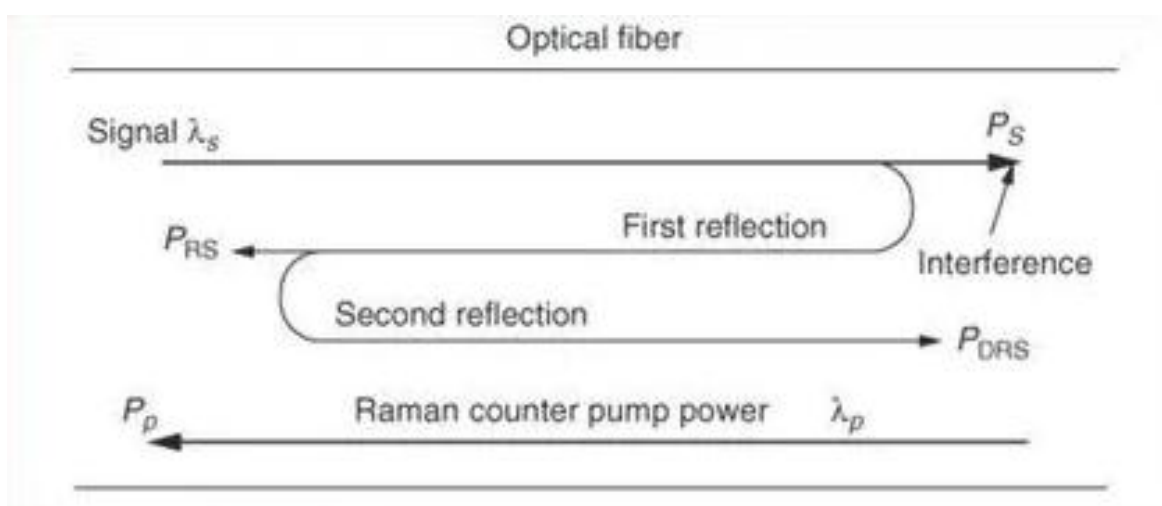 Optical fiber
Signal λs
PS
First reflection
PRS
Interference
Second reflection
PDRS
Pp
Raman counter pump power λp